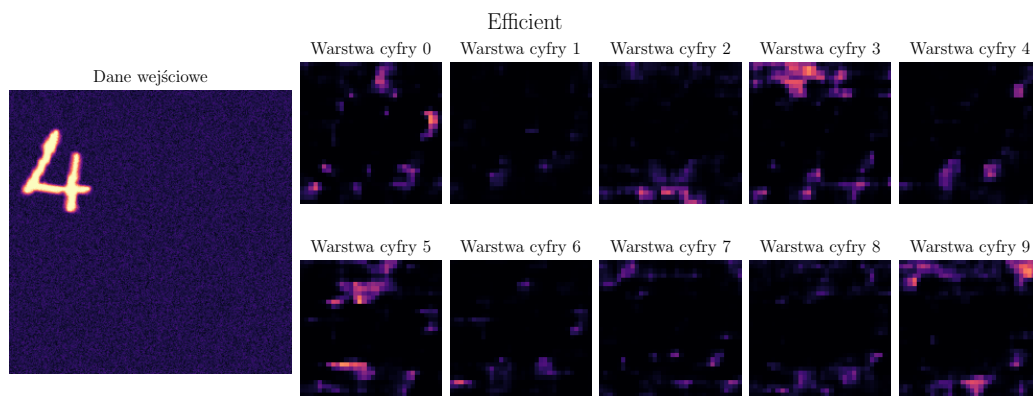 Efficient
Dane wejściowe
4
Warstwa cyfry 0
Warstwa cyfry 1
Warstwa cyfry 2
Warstwa cyfry 3
Warstwa cyfry 4
Warstwa cyfry 5
Warstwa cyfry 6
Warstwa cyfry 7
Warstwa cyfry 8
Warstwa cyfry 9